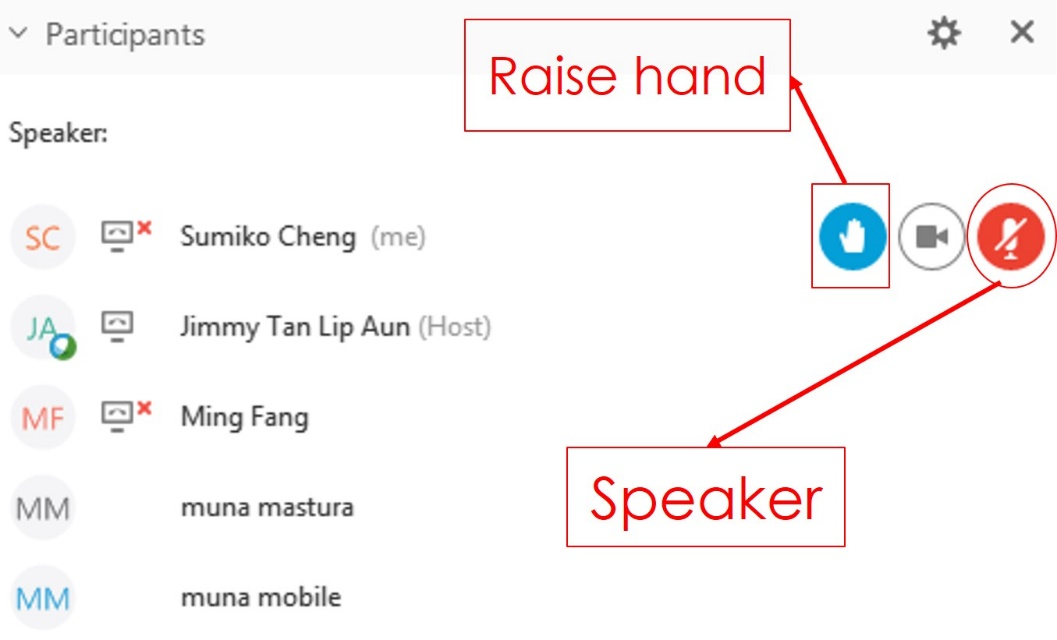 Participants
Raise hand
Speaker:
SC Sumiko Cheng (me)
JA Jimmy Tan Lip Aun (Host)
MF Ming Fang
MM muna mastura
Speaker
MM muna mobile